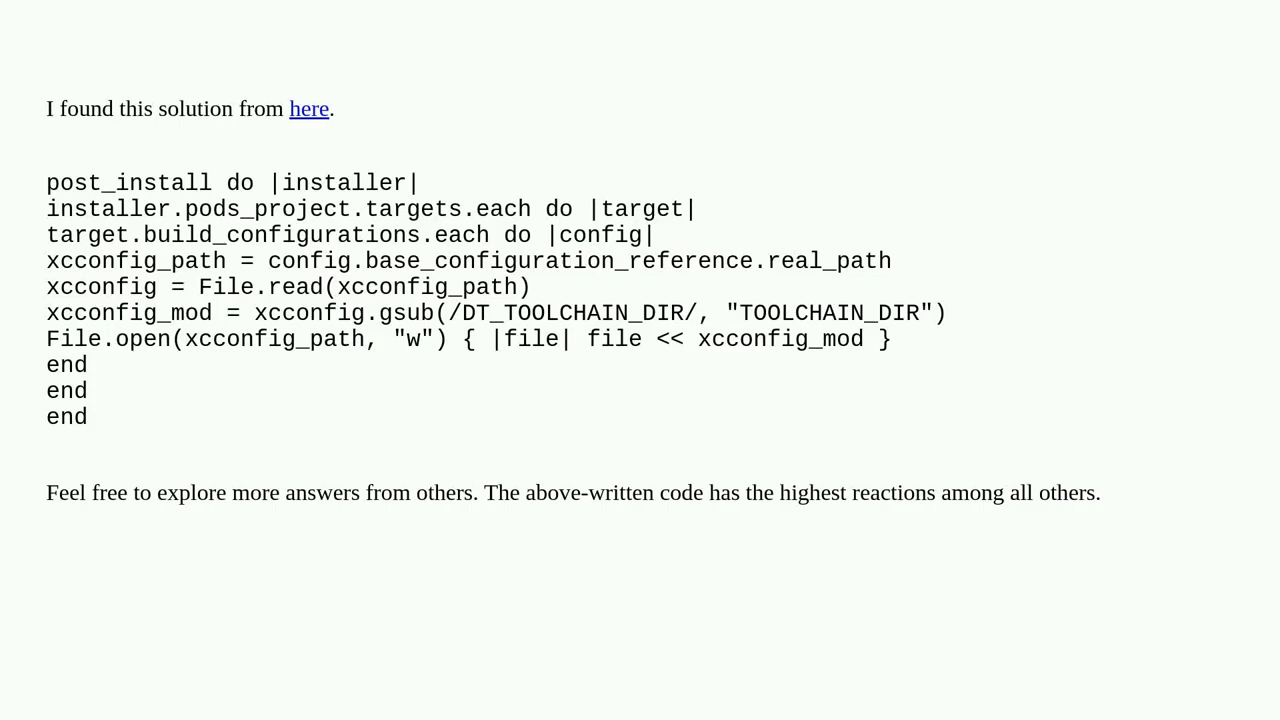 I found this solution from here.
post_install do |installer|
installer.pods_project.targets.each do |target|
target.build_configurations.each do |config|
xcconfig_path = config.base_configuration_reference.real_path
xcconfig = File.read(xcconfig_path)
xcconfig_mod = xcconfig.gsub(/DT_TOOLCHAIN_DIR/, "TOOLCHAIN_DIR")
File.open(xcconfig_path, "w") { |file| file << xcconfig_mod }
end
end
end
Feel free to explore more answers from others. The above-written code has the highest reactions among all others.